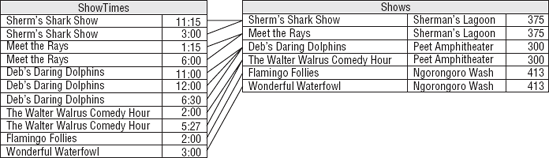 ShowTimes
Sherm's Shark Show 11:15
Sherm's Shark Show 3:00
Meet the Rays 1:15
Meet the Rays 6:00
Deb's Daring Dolphins 11:00
Deb's Daring Dolphins 12:00
Deb's Daring Dolphins 6:30
The Walter Walrus Comedy Hour 2:00
The Walter Walrus Comedy Hour 5:27
Flamingo Follies 2:00
Wonderful Waterfowl 3:00
Shows
Sherm's Shark Show Sherman's Lagoon 375
Meet the Rays Sherman's Lagoon 375
Deb's Daring Dolphins Peet Amphitheater 300
The Walter Walrus Comedy Hour Peet Amphitheater 300
Flamingo Follies Ngorongoro Wash 413
Wonderful Waterfowl Ngorongoro Wash 413